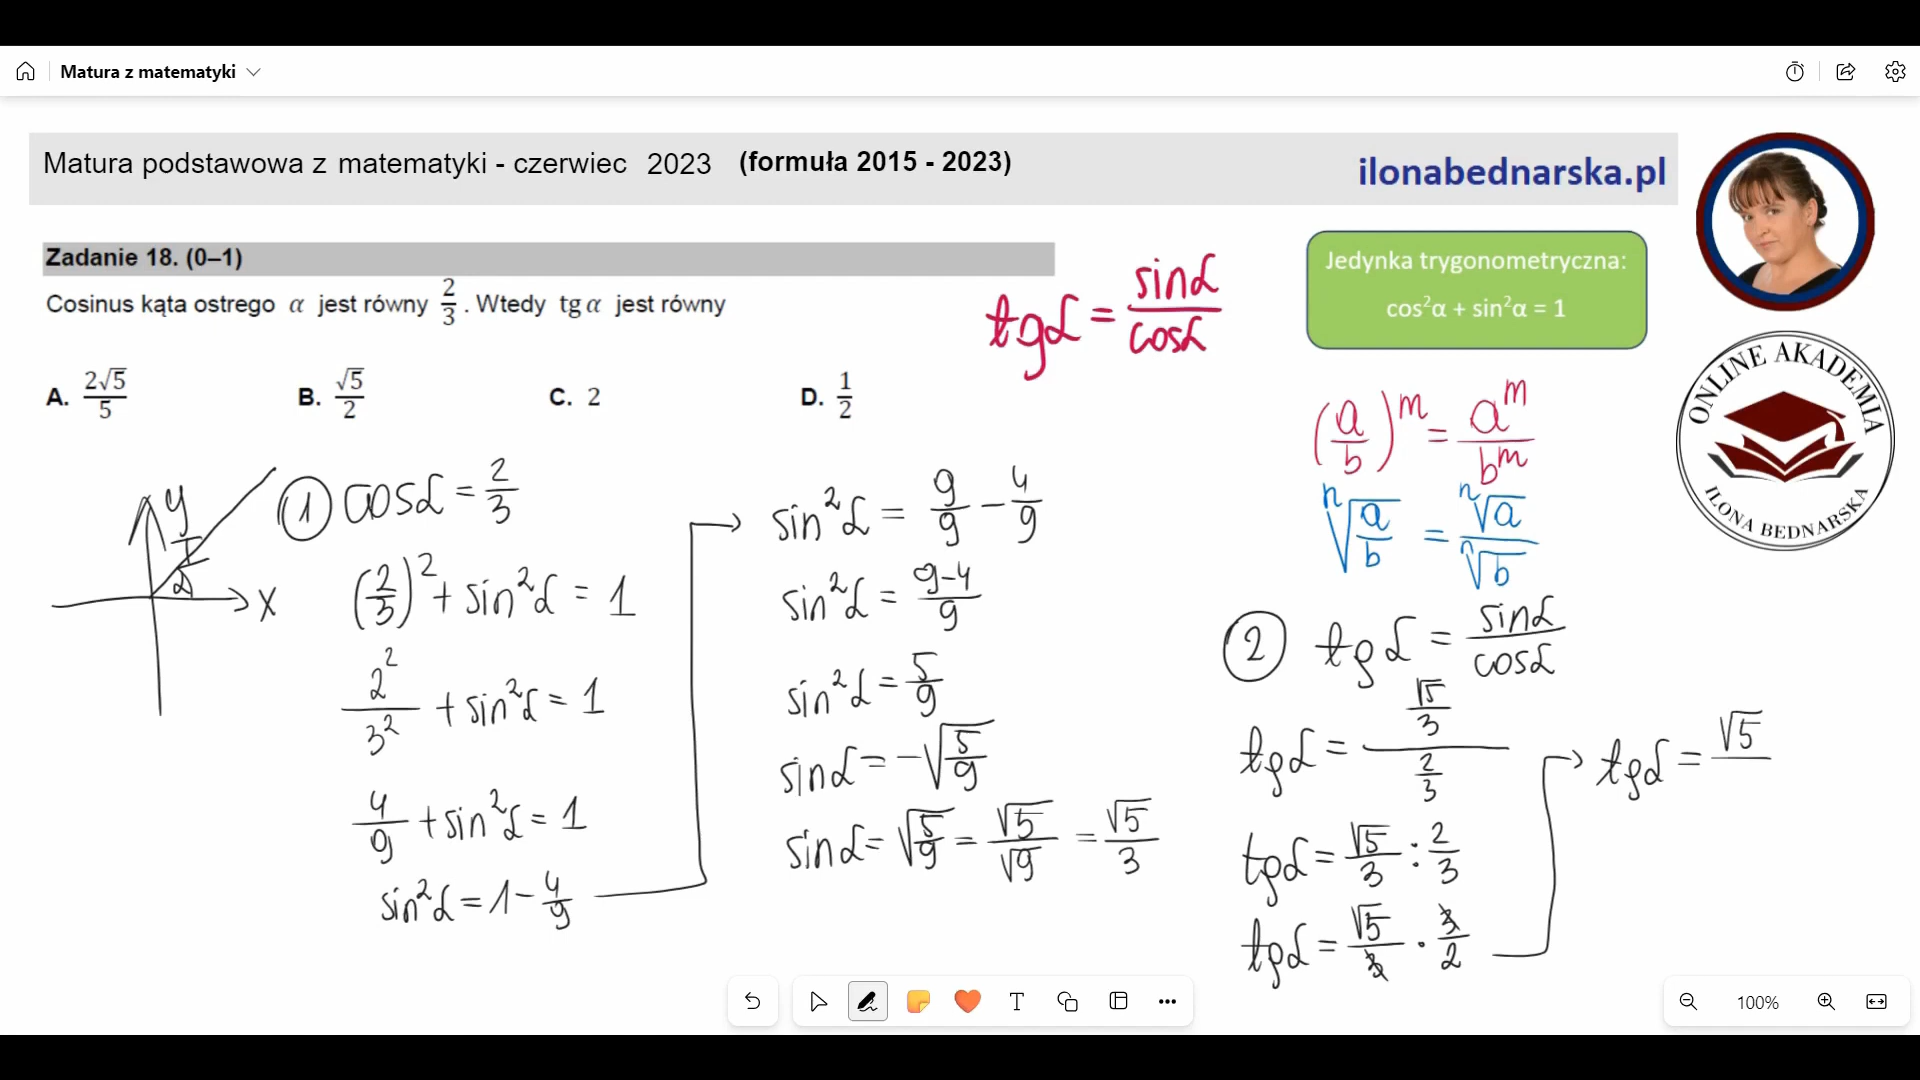 Matura z matematyki
Matura podstawowa z matematyki - czerwiec 2023 (formuła 2015 - 2023)
ilonabednarska.pl
Zadanie 18. (0–1)
Cosinus kąta ostrego α jest równy 2/3. Wtedy tg α jest równy
A. 2√5/5 B. √5/2 C. 2 D. 1/2
tgα = sinα/cosα
Jedynka trygonometryczna:
cos²α + sin²α = 1
ONLINE AKADEMIA
ILONA BEDNARSKA
(a/b)^m = a^m/b^m
ⁿ√(a/b) = ⁿ√a/ⁿ√b
y
I
α
x
① cosα = 2/3
(2/3)² + sin²α = 1
2²/3² + sin²α = 1
4/9 + sin²α = 1
sin²α = 1 - 4/9
sin²α = 9/9 - 4/9
sin²α = 9-4/9
sin²α = 5/9
sinα = -√(5/9)
sinα = √(5/9) = √5/√9 = √5/3
② tgα = sinα/cosα
tgα = √5/3 / 2/3
tgα = √5/3 : 2/3
tgα = √5/3 · 3/2
tgα = √5
T
100%